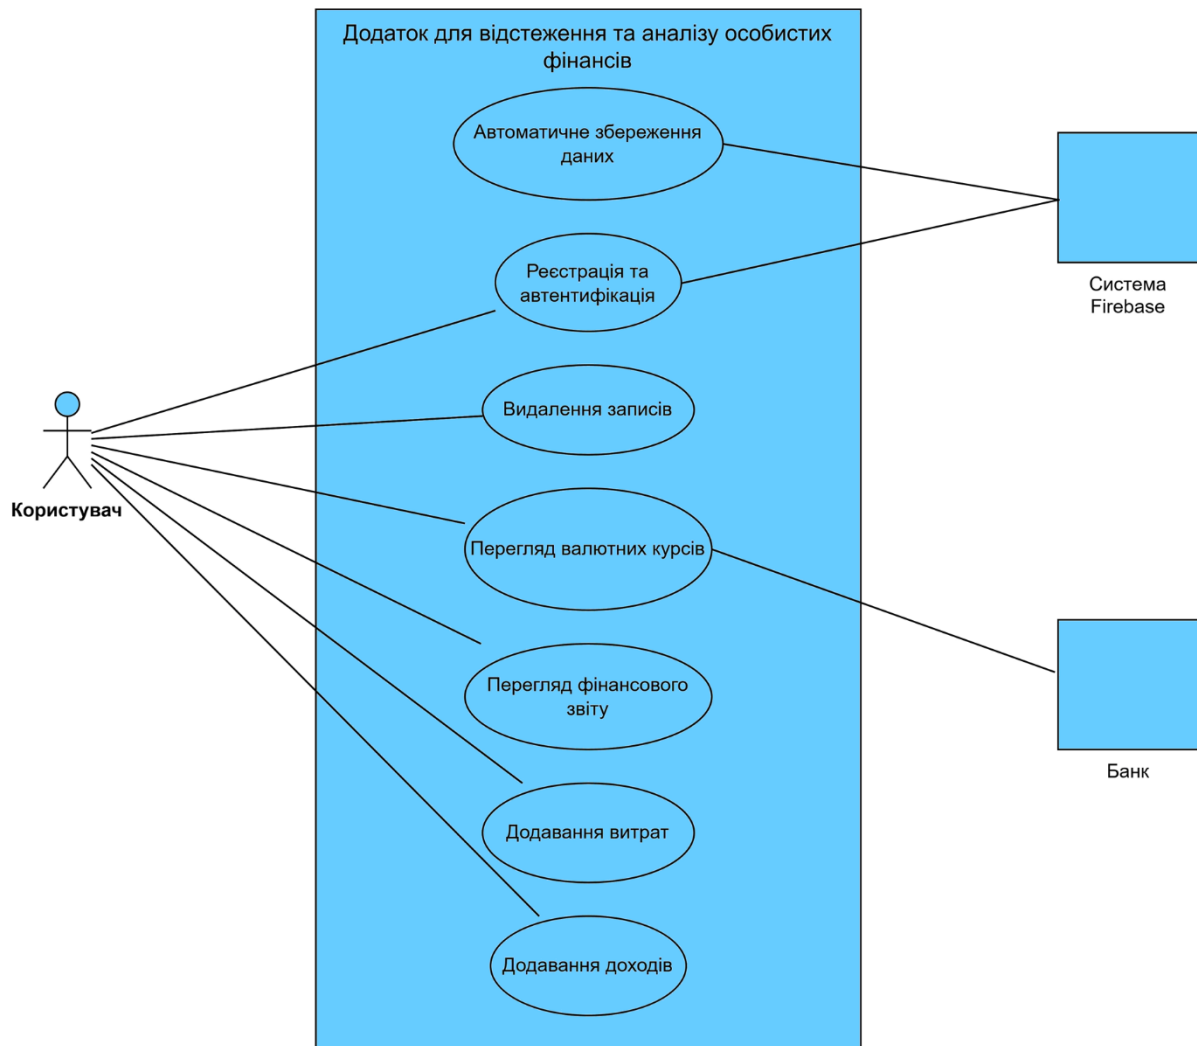 Додаток для відстеження та аналізу особистих
фінансів
Автоматичне збереження
даних
Реєстрація та
автентифікація
Система
Firebase
Видалення записів
Користувач
Перегляд валютних курсів
Перегляд фінансового
звіту
Банк
Додавання витрат
Додавання доходів